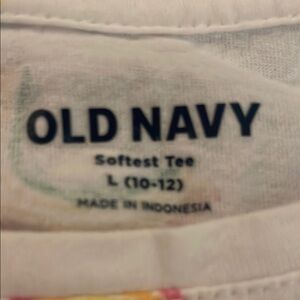 OLD NAVY
Softest Tee
L (10-12)
MADE IN INDONESIA